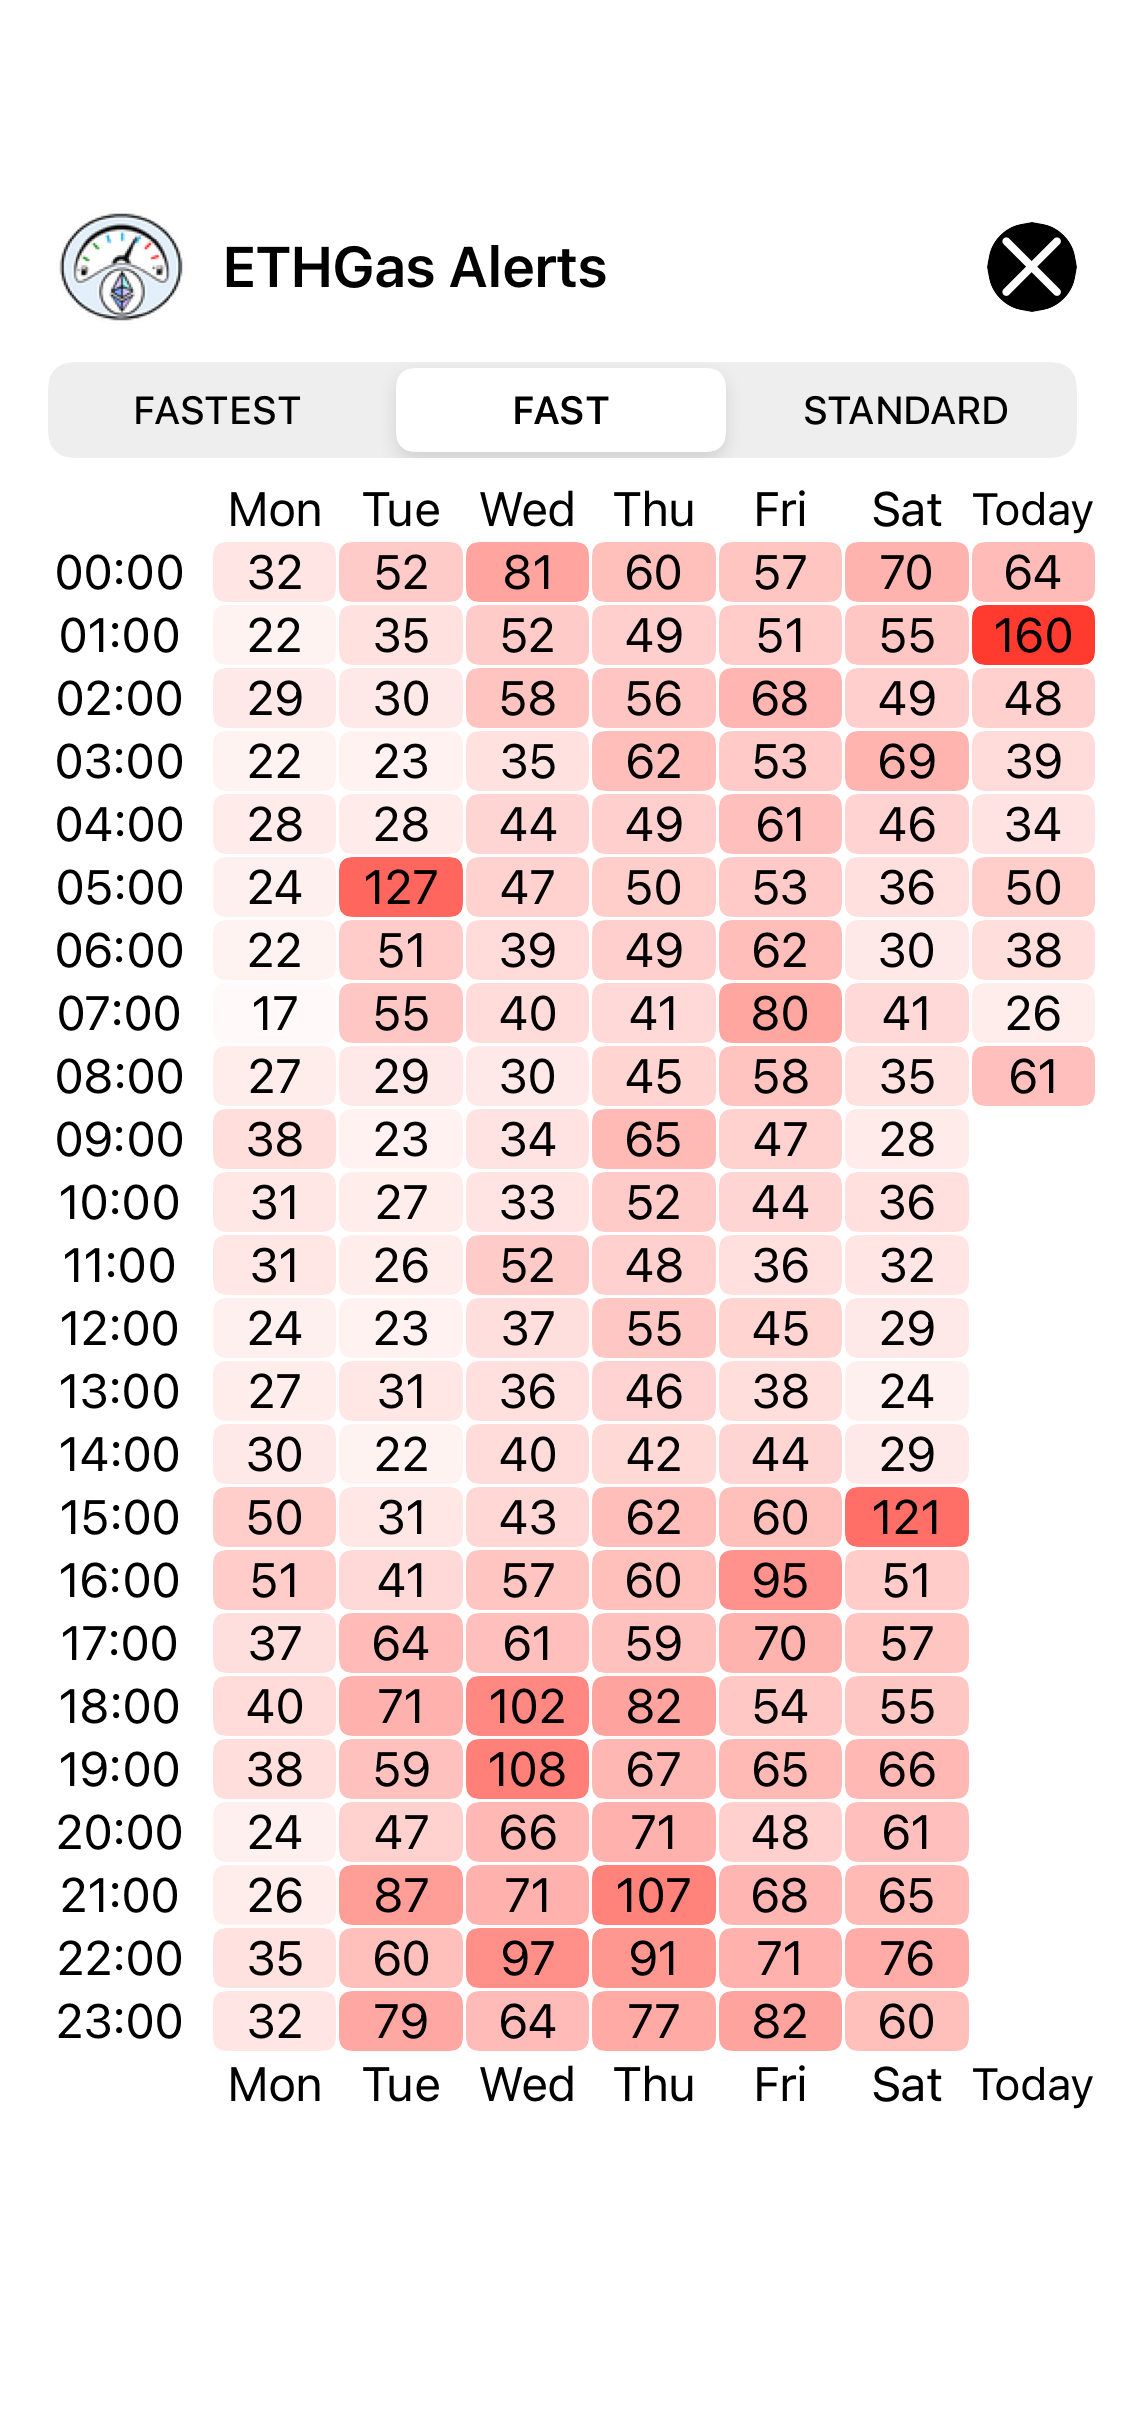 ETHGas Alerts
FASTEST FAST STANDARD
Mon Tue Wed Thu Fri Sat Today
00:00 32 52 81 60 57 70 64
01:00 22 35 52 49 51 55 160
02:00 29 30 58 56 68 49 48
03:00 22 23 35 62 53 69 39
04:00 28 28 44 49 61 46 34
05:00 24 127 47 50 53 36 50
06:00 22 51 39 49 62 30 38
07:00 17 55 40 41 80 41 26
08:00 27 29 30 45 58 35 61
09:00 38 23 34 65 47 28
10:00 31 27 33 52 44 36
11:00 31 26 52 48 36 32
12:00 24 23 37 55 45 29
13:00 27 31 36 46 38 24
14:00 30 22 40 42 44 29
15:00 50 31 43 62 60 121
16:00 51 41 57 60 95 51
17:00 37 64 61 59 70 57
18:00 40 71 102 82 54 55
19:00 38 59 108 67 65 66
20:00 24 47 66 71 48 61
21:00 26 87 71 107 68 65
22:00 35 60 97 91 71 76
23:00 32 79 64 77 82 60
Mon Tue Wed Thu Fri Sat Today